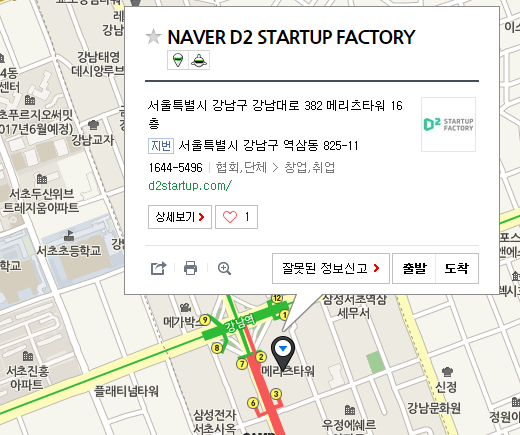 NAVER D2 STARTUP FACTORY
서울특별시 강남구 강남대로 382 메리츠타워 16
층
지번 서울특별시 강남구 역삼동 825-11
1644-5496 협회,단체 > 창업,취업
d2startup.com/
D2 STARTUP FACTORY
상세보기
1
잘못된 정보신고
출발
도착
강남태영
데시앙루브
4동
센터
초푸르지오써밋
2017년6월예정)
강남교자
서초두산위브
트레지움아파트
서초초등학교
학교
강남
메가박스
강남역
12
1
9
8
7
2
6
3
삼성서초역삼
세무서
메리츠타워
서초진흥
아파트
플래티넘타워
삼성전자
서초사옥
신정
강남문화원
우정에쉐르
정원이